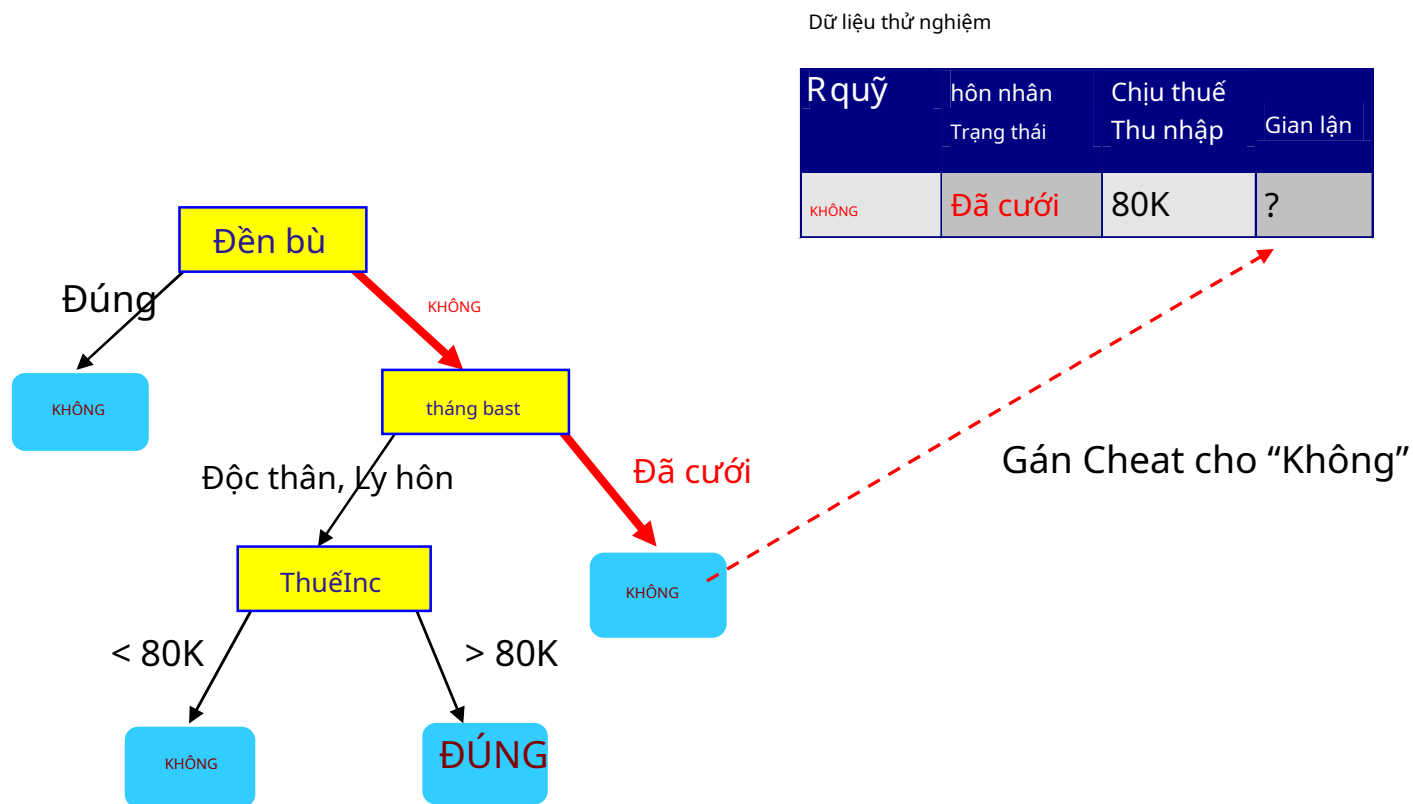 Dữ liệu thử nghiệm
R quỹ
hôn nhân
Trạng thái
Chịu thuế
Thu nhập
Gian lận
KHÔNG
Đã cưới
80K
?
Đền bù
Đúng
KHÔNG
KHÔNG
tháng bast
Độc thân, Ly hôn
Đã cưới
Gán Cheat cho “Không”
ThuếInc
KHÔNG
< 80K
> 80K
KHÔNG
ĐÚNG